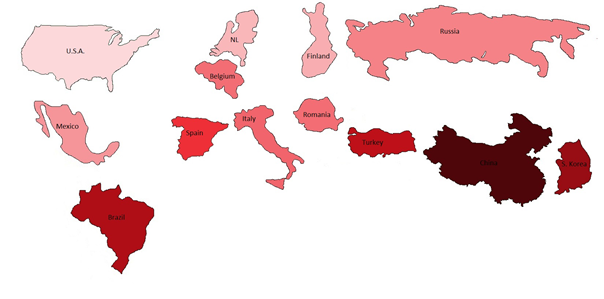 U.S.A.
NL
Finland
Russia
Belgium
Mexico
Spain
Italy
Romania
Turkey
China
S. Korea
Brazil